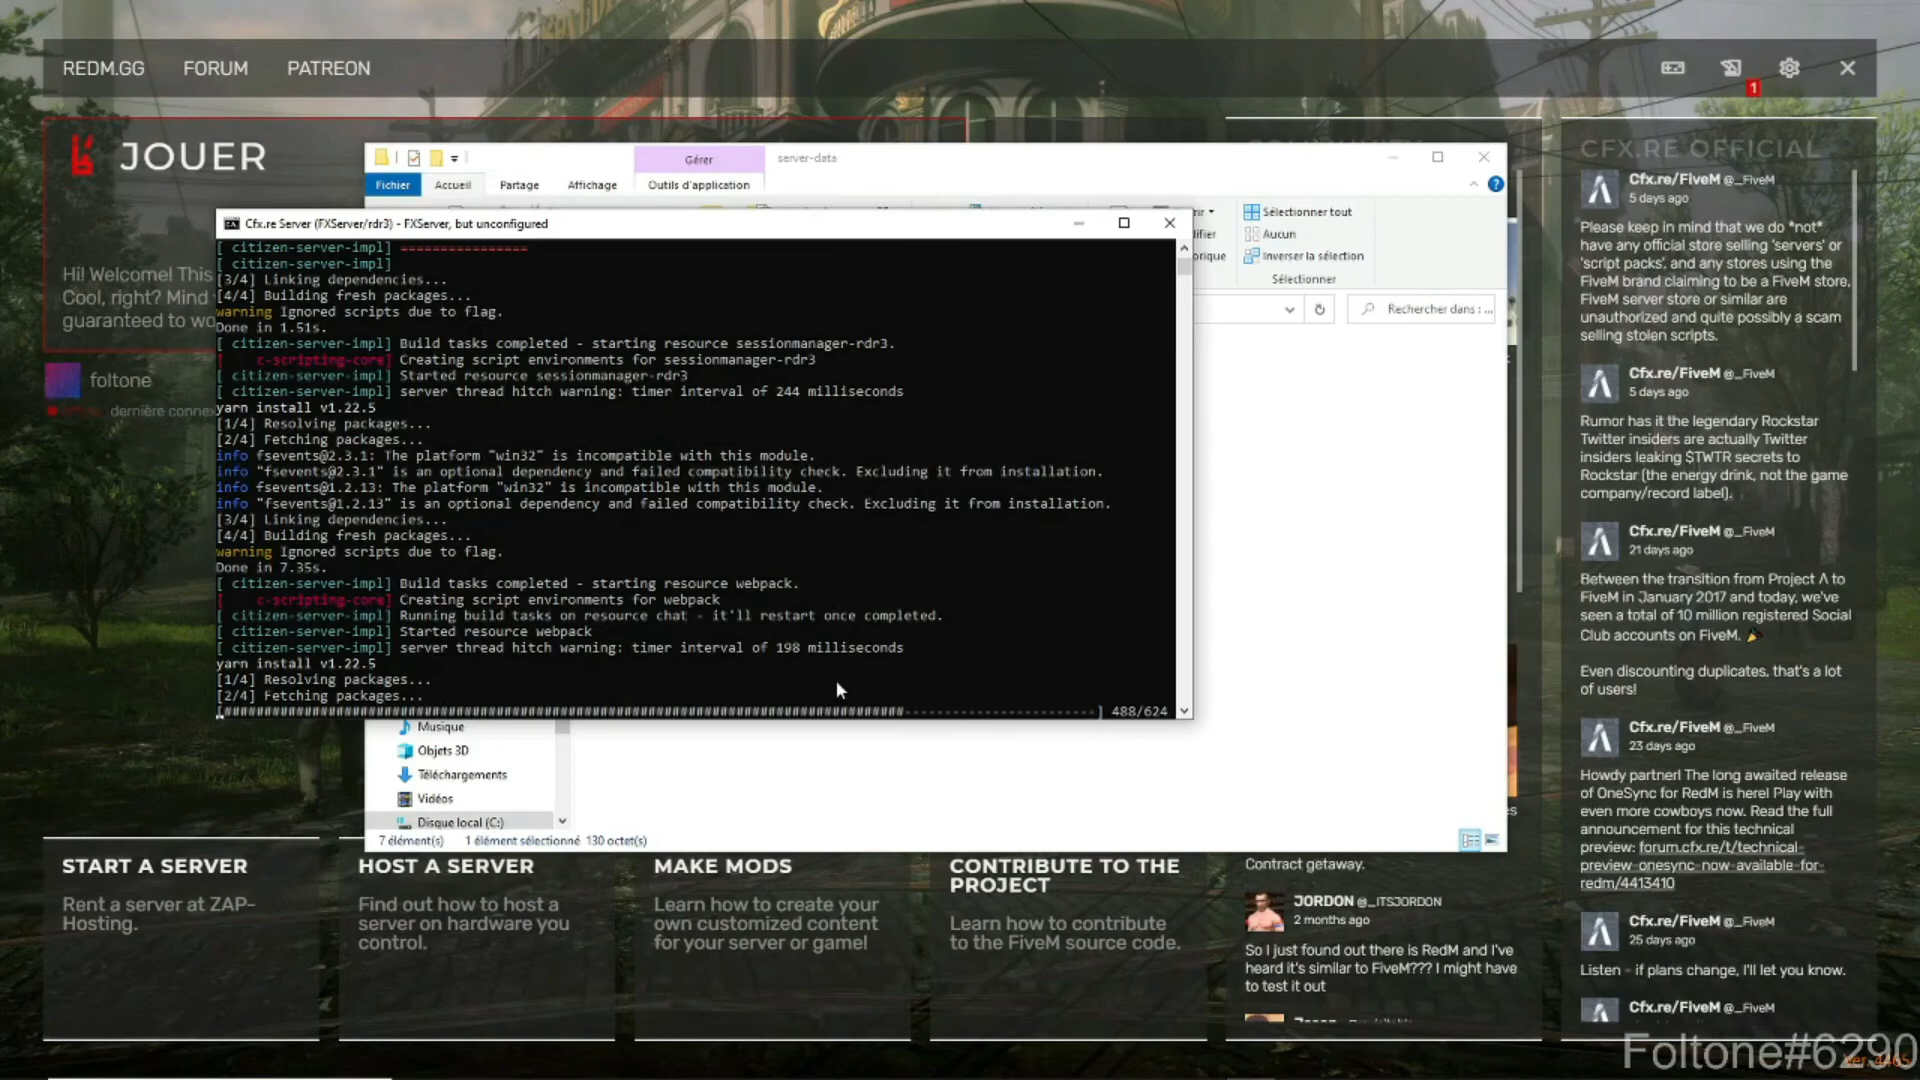 REDM.GG FORUM PATREON
1
JOUER
Hi! Welcome! This
Cool, right? Mind
guaranteed to wo
foltone
dernière connex
Gérer server-data
Fichier Accueil Partage Affichage Outils d'application
Sélectionner tout
Aucun
Inverser la sélection
Sélectionner
Rechercher dans : ...
Cfx.re Server (FXServer/rdr3) - FXServer, but unconfigured
[ citizen-server-impl] ================
[ citizen-server-impl]
[3/4] Linking dependencies...
[4/4] Building fresh packages...
warning Ignored scripts due to flag.
Done in 1.51s.
[ citizen-server-impl] Build tasks completed - starting resource sessionmanager-rdr3.
[ c-scripting-core] Creating script environments for sessionmanager-rdr3
[ citizen-server-impl] Started resource sessionmanager-rdr3
[ citizen-server-impl] server thread hitch warning: timer interval of 244 milliseconds
yarn install v1.22.5
[1/4] Resolving packages...
[2/4] Fetching packages...
info fsevents@2.3.1: The platform "win32" is incompatible with this module.
info "fsevents@2.3.1" is an optional dependency and failed compatibility check. Excluding it from installation.
info fsevents@1.2.13: The platform "win32" is incompatible with this module.
info "fsevents@1.2.13" is an optional dependency and failed compatibility check. Excluding it from installation.
[3/4] Linking dependencies...
[4/4] Building fresh packages...
warning Ignored scripts due to flag.
Done in 7.35s.
[ citizen-server-impl] Build tasks completed - starting resource webpack.
[ c-scripting-core] Creating script environments for webpack
[ citizen-server-impl] Running build tasks on resource chat - it'll restart once completed.
[ citizen-server-impl] Started resource webpack
[ citizen-server-impl] server thread hitch warning: timer interval of 198 milliseconds
yarn install v1.22.5
[1/4] Resolving packages...
[2/4] Fetching packages...
488/624
Musique
Objets 3D
Téléchargements
Vidéos
Disque local (C:)
7 élément(s) 1 élément sélectionné 130 octet(s)
START A SERVER
Rent a server at ZAP-
Hosting.
HOST A SERVER
Find out how to host a
server on hardware you
control.
MAKE MODS
Learn how to create your
own customized content
for your server or game!
CONTRIBUTE TO THE
PROJECT
Learn how to contribute
to the FiveM source code.
Contract getaway.
JORDON @_ITSJORDON
2 months ago
So I just found out there is RedM and I've
heard it's similar to FiveM??? I might have
to test it out
CFX.RE OFFICIAL
Cfx.re/FiveM @_FiveM
5 days ago
Please keep in mind that we do *not*
have any official store selling 'servers' or
'script packs', and any stores using the
FiveM brand claiming to be a FiveM store,
FiveM server store or similar are
unauthorized and quite possibly a scam
selling stolen scripts.
Cfx.re/FiveM @_FiveM
5 days ago
Rumor has it the legendary Rockstar
Twitter insiders are actually Twitter
insiders leaking $TWTR secrets to
Rockstar (the energy drink, not the game
company/record label).
Cfx.re/FiveM @_FiveM
21 days ago
Between the transition from Project Λ to
FiveM in January 2017 and today, we've
seen a total of 10 million registered Social
Club accounts on FiveM. 🎉
Even discounting duplicates, that's a lot
of users!
Cfx.re/FiveM @_FiveM
23 days ago
Howdy partner! The long awaited release
of OneSync for RedM is here! Play with
even more cowboys now. Read the full
announcement for this technical
preview: forum.cfx.re/t/technical-
preview-onesync-now-available-for-
redm/4413410
Cfx.re/FiveM @_FiveM
25 days ago
Listen - if plans change, I'll let you know.
Cfx.re/FiveM @_FiveM
Foltone#6290